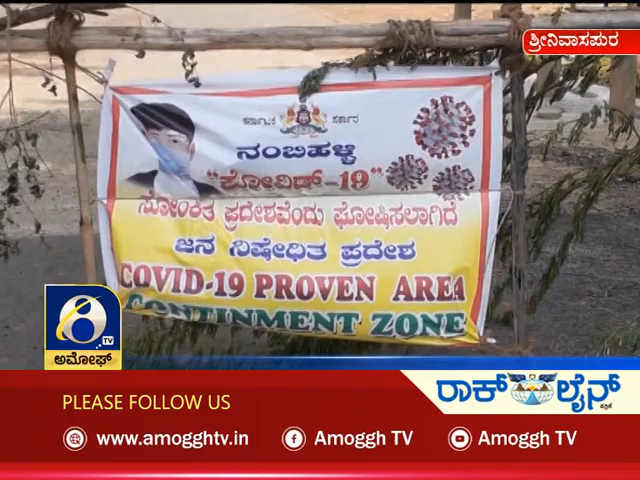 ಶ್ರೀನಿವಾಸಪುರ
ಕರ್ನಾಟಕ ಸರ್ಕಾರ
ನಂಬಿಹಳ್ಳಿ
"ಕೋವಿಡ್-19"
ಸೋಂಕಿತ ಪ್ರದೇಶವೆಂದು ಘೋಷಿಸಲಾಗಿದೆ
ಜನ ನಿಷೇಧಿತ ಪ್ರದೇಶ
COVID-19 PROVEN AREA
CONTINMENT ZONE
TV
ಅಮೋಘ್
ರಾಕ್ ಲೈನ್
PLEASE FOLLOW US
www.amogghtv.in
Amoggh TV
Amoggh TV